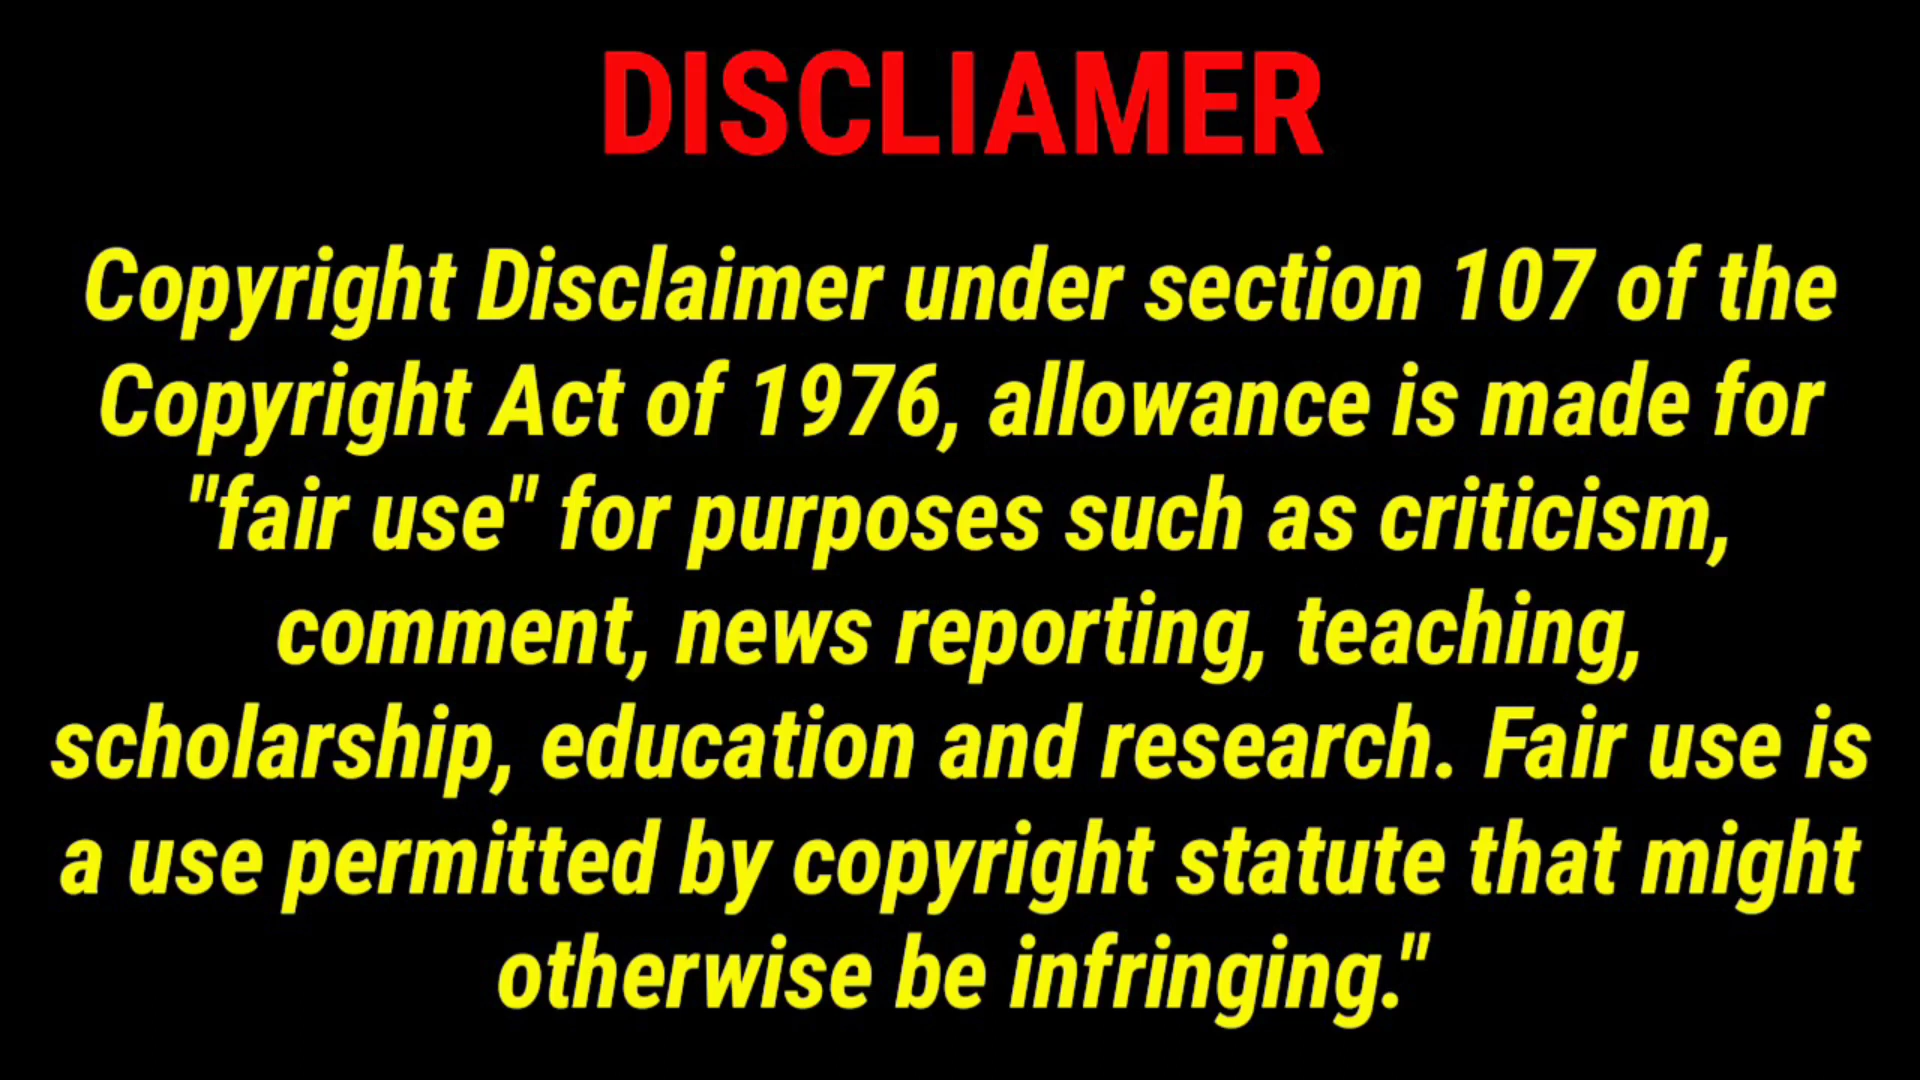 DISCLIAMER
Copyright Disclaimer under section 107 of the
Copyright Act of 1976, allowance is made for
"fair use" for purposes such as criticism,
comment, news reporting, teaching,
scholarship, education and research. Fair use is
a use permitted by copyright statute that might
otherwise be infringing."